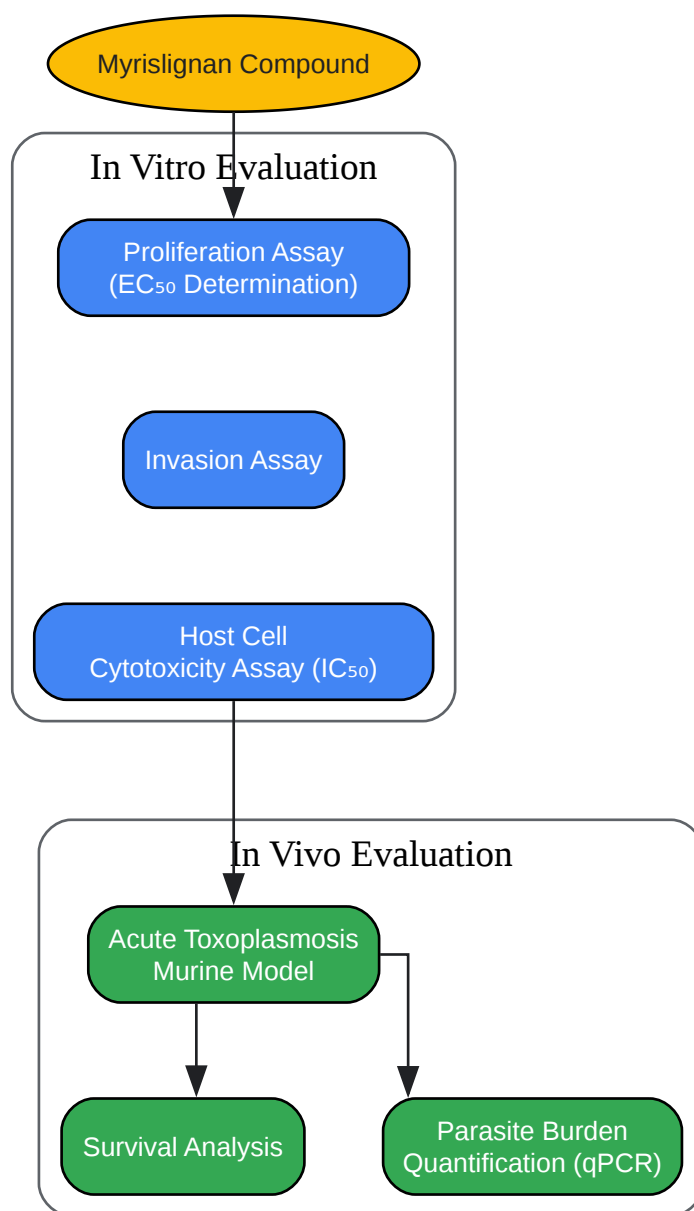 Myrislignan Compound
In Vitro Evaluation
Proliferation Assay
(EC₅₀ Determination)
Invasion Assay
Host Cell
Cytotoxicity Assay (IC₅₀)
In Vivo Evaluation
Acute Toxoplasmosis
Murine Model
Survival Analysis
Parasite Burden
Quantification (qPCR)